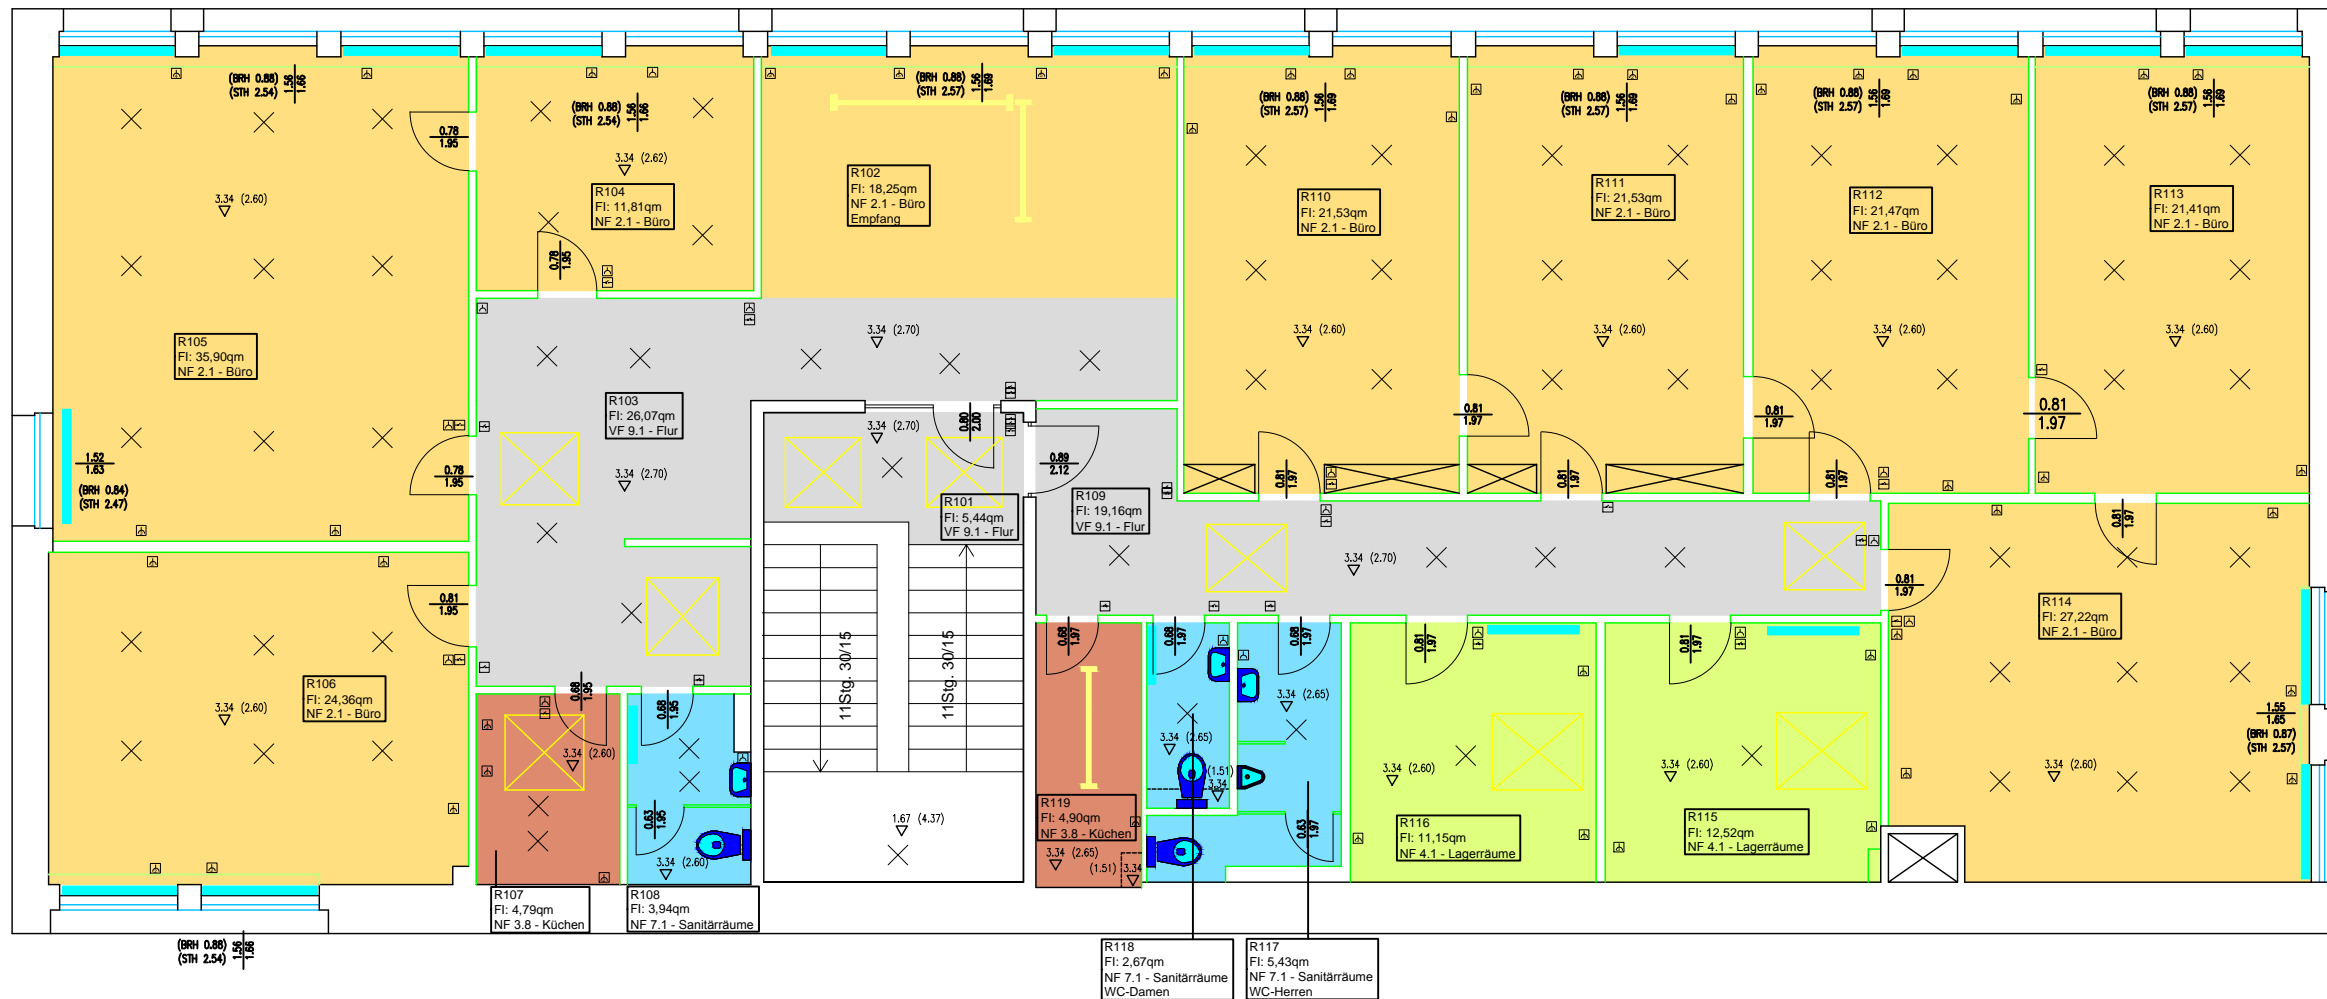 (BRH 0.88)
(STH 2.54)
1.56
1.66
(BRH 0.88)
(STH 2.54)
1.56
1.66
(BRH 0.88)
(STH 2.57)
1.56
1.69
(BRH 0.88)
(STH 2.57)
1.56
1.69
(BRH 0.88)
(STH 2.57)
1.56
1.69
(BRH 0.88)
(STH 2.57)
1.56
1.69
(BRH 0.88)
(STH 2.57)
1.56
1.69
0.78
1.95
3.34 (2.62)
3.34 (2.60)
R104
Fl: 11,81qm
NF 2.1 - Büro
R102
Fl: 18,25qm
NF 2.1 - Büro
Empfang
R110
Fl: 21,53qm
NF 2.1 - Büro
R111
Fl: 21,53qm
NF 2.1 - Büro
R112
Fl: 21,47qm
NF 2.1 - Büro
R113
Fl: 21,41qm
NF 2.1 - Büro
0.78
1.95
R105
Fl: 35,90qm
NF 2.1 - Büro
3.34 (2.70)
3.34 (2.60)
3.34 (2.60)
3.34 (2.60)
3.34 (2.60)
R103
Fl: 26,07qm
VF 9.1 - Flur
0.80
2.00
3.34 (2.70)
0.81
1.97
0.81
1.97
0.81
1.97
1.52
1.63
(BRH 0.84)
(STH 2.47)
0.78
1.95
3.34 (2.70)
0.89
2.12
0.81
1.97
0.81
1.97
0.81
1.97
R101
Fl: 5,44qm
VF 9.1 - Flur
R109
Fl: 19,16qm
VF 9.1 - Flur
0.81
1.97
3.34 (2.70)
0.81
1.95
0.81
1.97
R114
Fl: 27,22qm
NF 2.1 - Büro
11Stg. 30/15
11Stg. 30/15
0.68
1.97
0.68
1.97
0.68
1.97
0.81
1.97
0.81
1.97
R106
Fl: 24,36qm
NF 2.1 - Büro
3.34 (2.60)
0.68
1.95
0.68
1.95
3.34 (2.65)
1.55
1.65
(BRH 0.87)
(STH 2.57)
3.34 (2.60)
3.34 (2.65)
(1.51)
3.34
3.34 (2.60)
3.34 (2.60)
3.34 (2.60)
R119
Fl: 4,90qm
NF 3.8 - Küchen
0.63
1.95
1.67 (4.37)
0.63
1.97
R116
Fl: 11,15qm
NF 4.1 - Lagerräume
R115
Fl: 12,52qm
NF 4.1 - Lagerräume
3.34 (2.60)
3.34 (2.65)
(1.51)
3.34
R107
Fl: 4,79qm
NF 3.8 - Küchen
R108
Fl: 3,94qm
NF 7.1 - Sanitärräume
(BRH 0.88)
(STH 2.54)
1.56
1.66
R118
Fl: 2,67qm
NF 7.1 - Sanitärräume
WC-Damen
R117
Fl: 5,43qm
NF 7.1 - Sanitärräume
WC-Herren